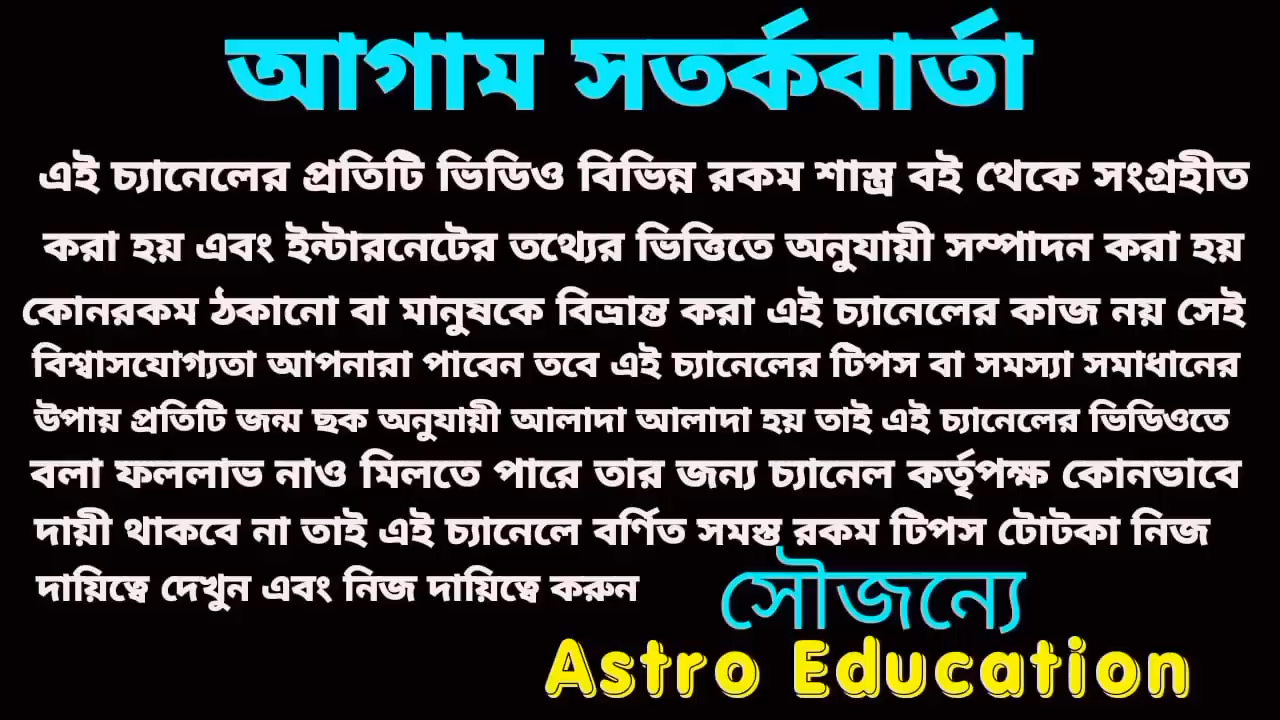 আগাম সতর্কবার্তা
এই চ্যানেলের প্রতিটি ভিডিও বিভিন্ন রকম শাস্ত্র বই থেকে সংগ্রহীত
করা হয় এবং ইন্টারনেটের তথ্যের ভিত্তিতে অনুযায়ী সম্পাদন করা হয়
কোনরকম ঠকানো বা মানুষকে বিভ্রান্ত করা এই চ্যানেলের কাজ নয় সেই
বিশ্বাসযোগ্যতা আপনারা পাবেন তবে এই চ্যানেলের টিপস বা সমস্যা সমাধানের
উপায় প্রতিটি জন্ম ছক অনুযায়ী আলাদা আলাদা হয় তাই এই চ্যানেলের ভিডিওতে
বলা ফললাভ নাও মিলতে পারে তার জন্য চ্যানেল কর্তৃপক্ষ কোনভাবে
দায়ী থাকবে না তাই এই চ্যানেলে বর্ণিত সমস্ত রকম টিপস টোটকা নিজ
দায়িত্বে দেখুন এবং নিজ দায়িত্বে করুন
সৌজন্যে
Astro Education